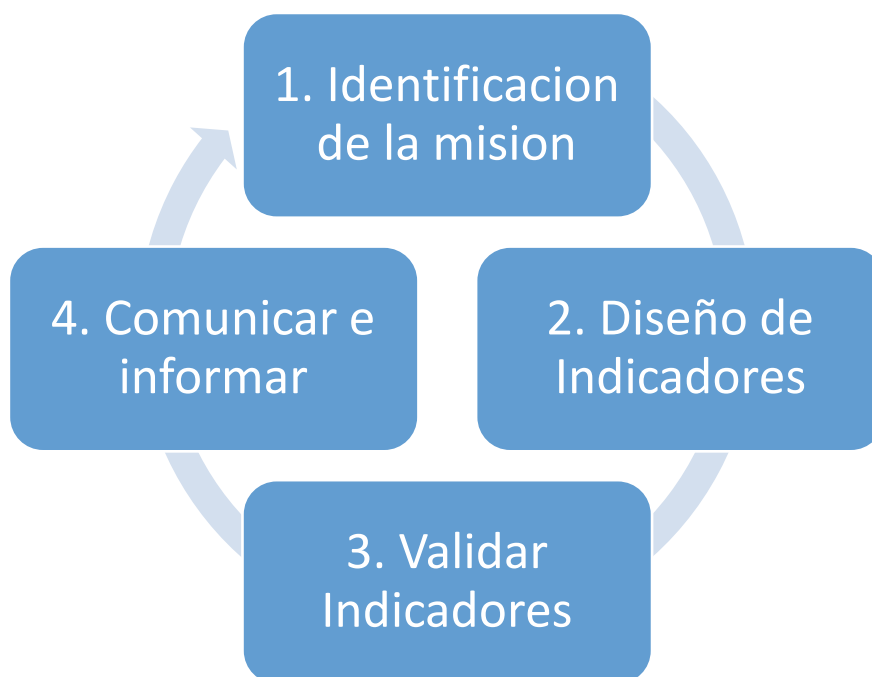 1. Identificacion
de la mision
2. Diseño de
Indicadores
3. Validar
Indicadores
4. Comunicar e
informar